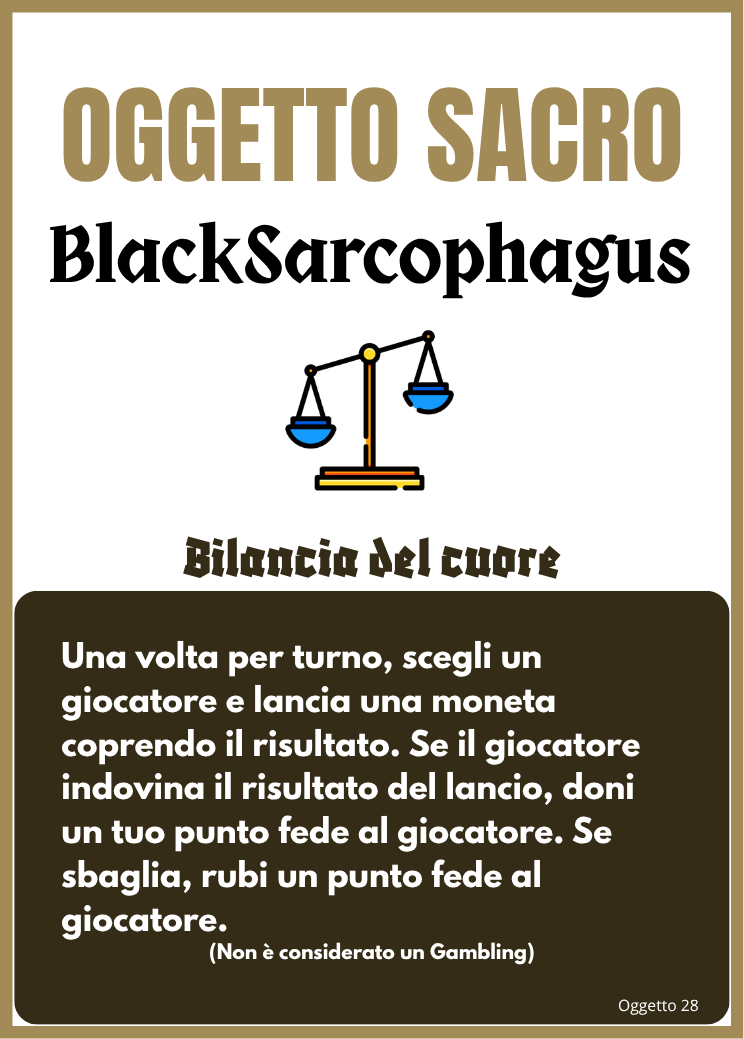 OGGETTO SACRO
BlackSarcophagus
Bilancia del cuore
Una volta per turno, scegli un
giocatore e lancia una moneta
coprendo il risultato. Se il giocatore
indovina il risultato del lancio, doni
un tuo punto fede al giocatore. Se
sbaglia, rubi un punto fede al
giocatore.
(Non è considerato un Gambling)
Oggetto 28